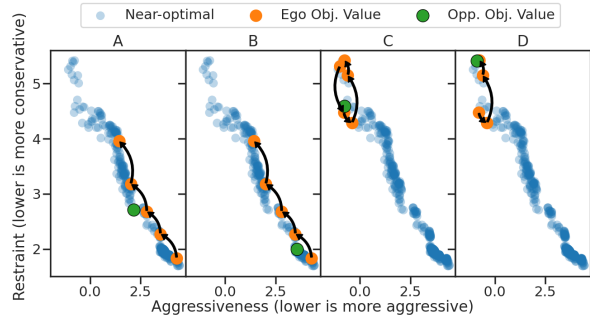 Near-optimal Ego Obj. Value Opp. Obj. Value
A B C D
Restraint (lower is more conservative)
5
4
3
2
0.0 2.5 0.0 2.5 0.0 2.5 0.0 2.5
Aggressiveness (lower is more aggressive)